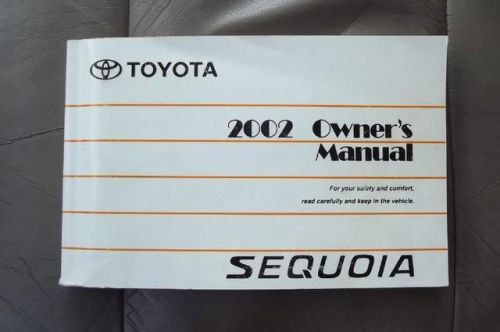 TOYOTA
2002 Owner's
Manual
For your safety and comfort,
read carefully and keep in the vehicle.
SEQUOIA